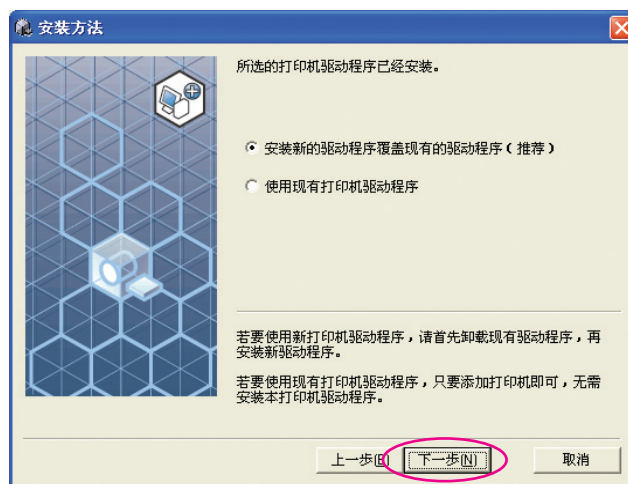 安装方法
所选的打印机驱动程序已经安装。
安装新的驱动程序覆盖现有的驱动程序(推荐)
使用现有打印机驱动程序
若要使用新打印机驱动程序，请首先卸载现有驱动程序，再
安装新驱动程序。
若要使用现有打印机驱动程序，只要添加打印机即可，无需
安装本打印机驱动程序。
上一步(B) 下一步(N) 取消